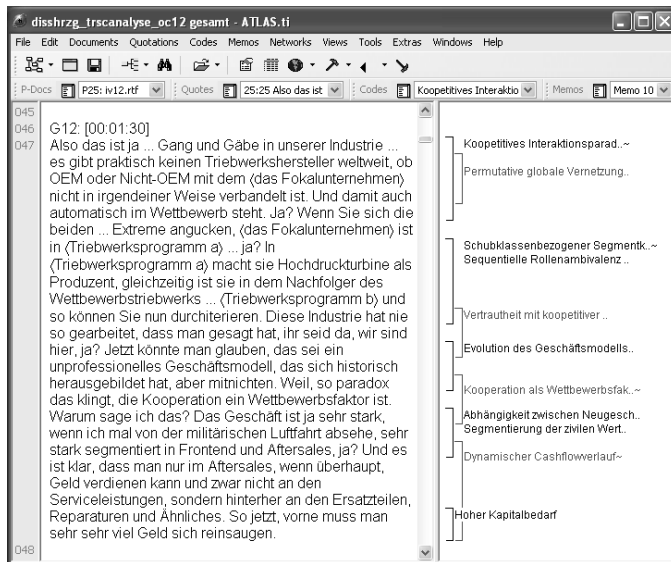 disshrzg_trscanalyse_oc12 gesamt - ATLAS.ti
File Edit Documents Quotations Codes Memos Networks Views Tools Extras Windows Help
P-Docs P25: iv12.rtf Quotes 25:25 Also das ist Codes Koopetitives Interaktio Memos Memo 10
045
046 G12: [00:01:30]
047 Also das ist ja ... Gang und Gäbe in unserer Industrie ...
es gibt praktisch keinen Triebwerkshersteller weltweit, ob
OEM oder Nicht-OEM mit dem ⟨das Fokalunternehmen⟩
nicht in irgendeiner Weise verbandelt ist. Und damit auch
automatisch im Wettbewerb steht. Ja? Wenn Sie sich die
beiden ... Extreme angucken, ⟨das Fokalunternehmen⟩ ist
in ⟨Triebwerksprogramm a⟩ ... ja? In
⟨Triebwerksprogramm a⟩ macht sie Hochdruckturbine als
Produzent, gleichzeitig ist sie in dem Nachfolger des
Wettbewerbstriebwerks ... ⟨Triebwerksprogramm b⟩ und
so können Sie nun durchiterieren. Diese Industrie hat nie
so gearbeitet, dass man gesagt hat, ihr seid da, wir sind
hier, ja? Jetzt könnte man glauben, das sei ein
unprofessionelles Geschäftsmodell, das sich historisch
herausgebildet hat, aber mitnichten. Weil, so paradox
das klingt, die Kooperation ein Wettbewerbsfaktor ist.
Warum sage ich das? Das Geschäft ist ja sehr stark,
wenn ich mal von der militärischen Luftfahrt absehe, sehr
stark segmentiert in Frontend und Aftersales, ja? Und es
ist klar, dass man nur im Aftersales, wenn überhaupt,
Geld verdienen kann und zwar nicht an den
Serviceleistungen, sondern hinterher an den Ersatzteilen,
Reparaturen und Ähnliches. So jetzt, vorne muss man
sehr sehr viel Geld sich reinsaugen.
048
Koopetitives Interaktionsparad..~
Permutative globale Vernetzung..
Schubklassenbezogener Segmentk..~
Sequentielle Rollenambivalenz ..
Vertrautheit mit koopetitiver ..
Evolution des Geschäftsmodells..
Kooperation als Wettbewerbsfak..~
Abhängigkeit zwischen Neugesch..
Segmentierung der zivilen Wert..
Dynamischer Cashflowverlauf~
Hoher Kapitalbedarf